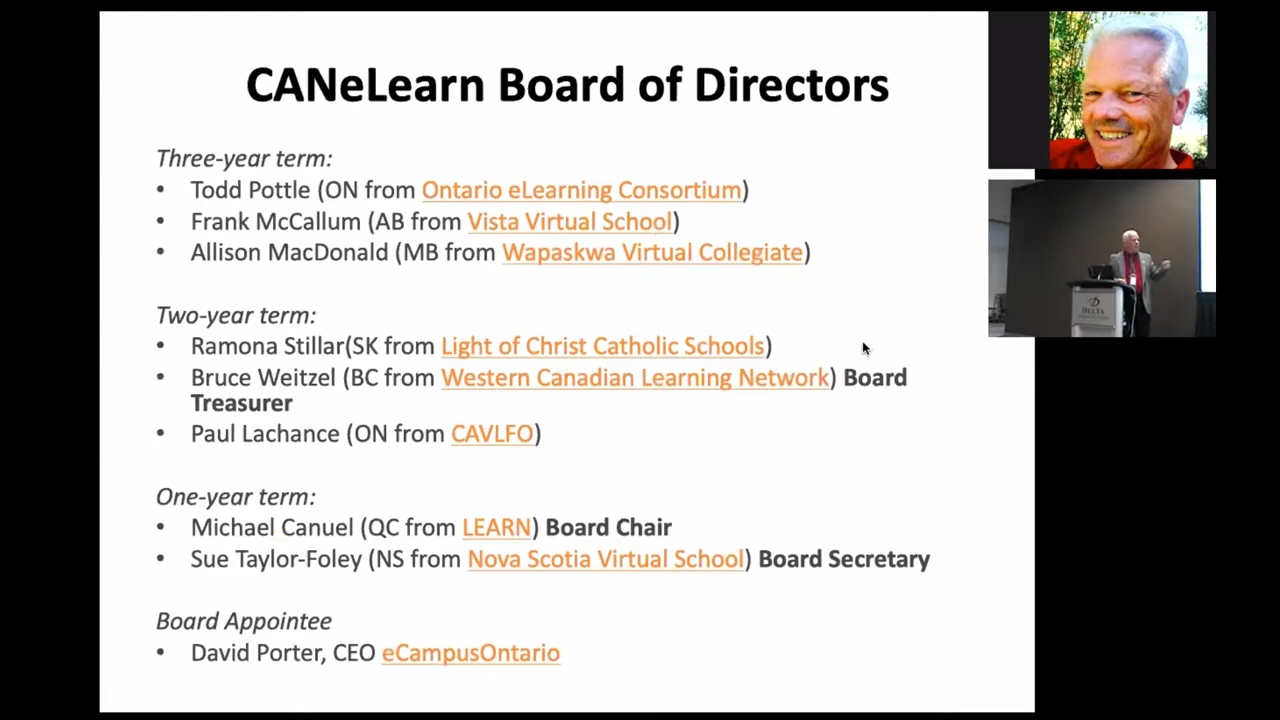 CANeLearn Board of Directors
Three-year term:
• Todd Pottle (ON from Ontario eLearning Consortium)
• Frank McCallum (AB from Vista Virtual School)
• Allison MacDonald (MB from Wapaskwa Virtual Collegiate)
Two-year term:
• Ramona Stillar(SK from Light of Christ Catholic Schools)
• Bruce Weitzel (BC from Western Canadian Learning Network) Board
Treasurer
• Paul Lachance (ON from CAVLFO)
One-year term:
• Michael Canuel (QC from LEARN) Board Chair
• Sue Taylor-Foley (NS from Nova Scotia Virtual School) Board Secretary
Board Appointee
• David Porter, CEO eCampusOntario
DELTA